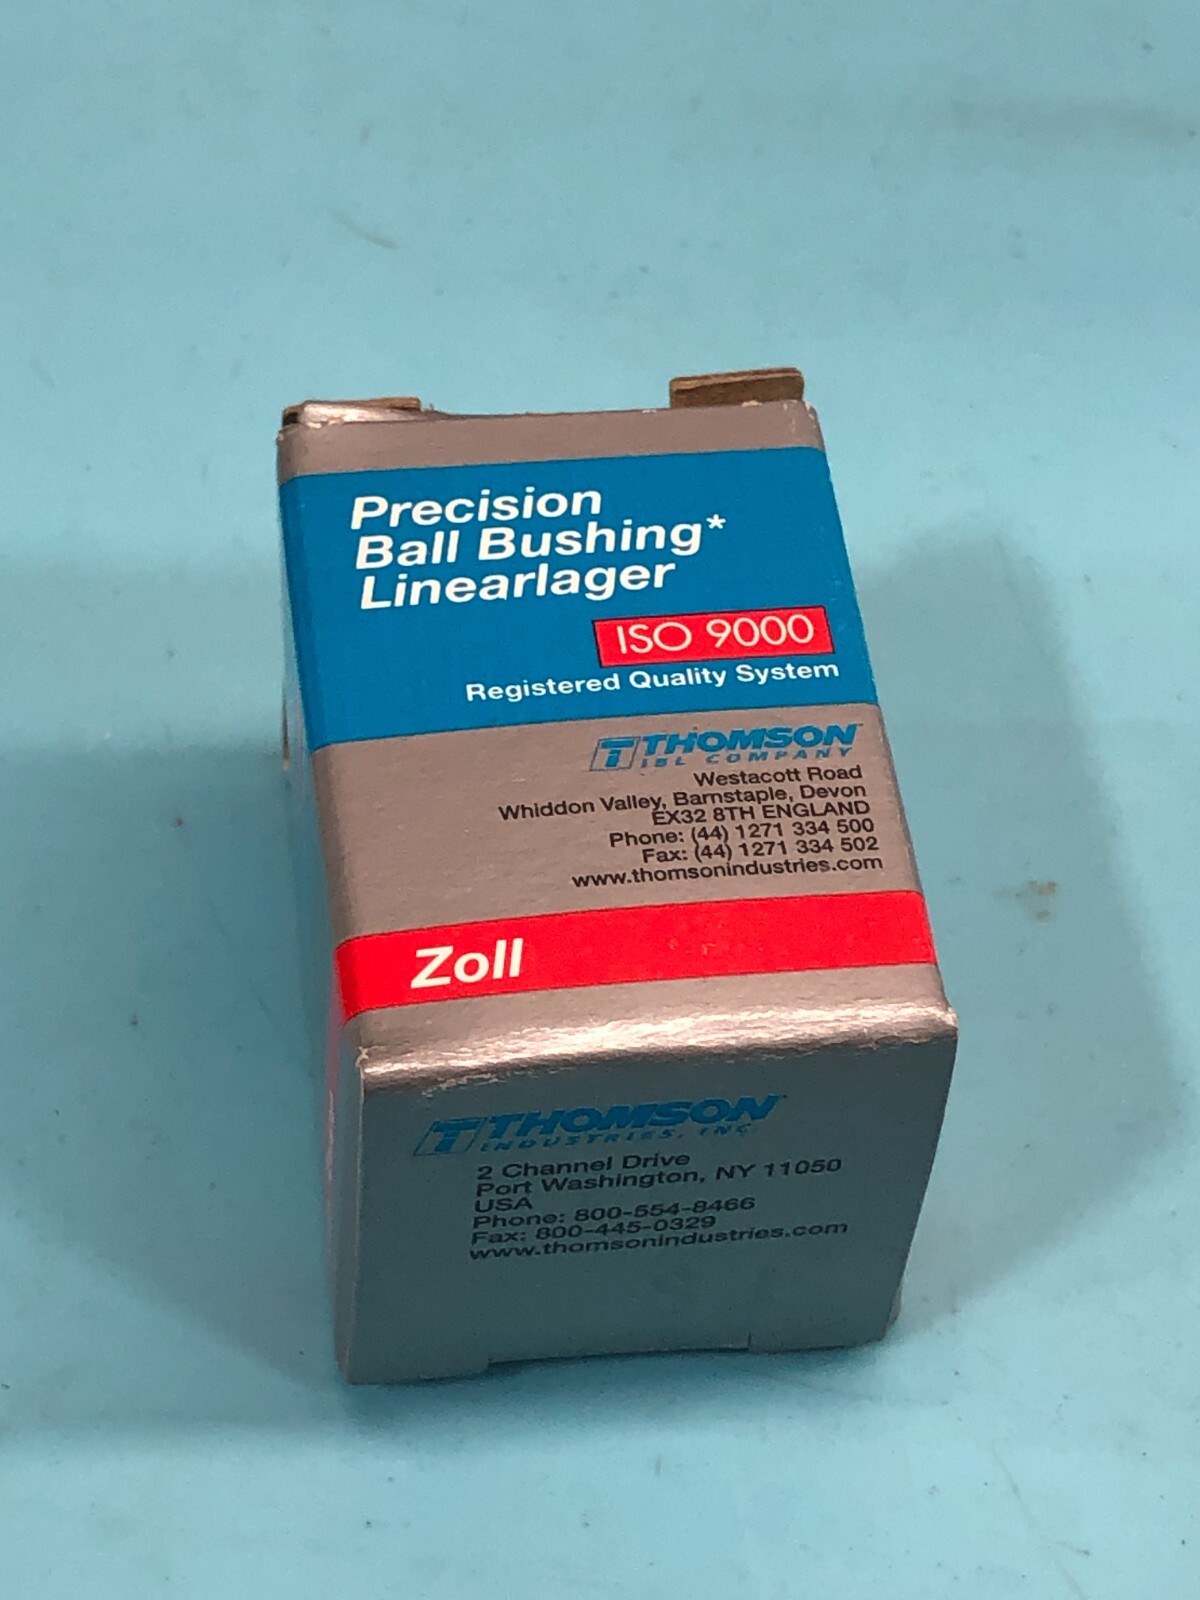 Precision
Ball Bushing*
Linearlager
ISO 9000
Registered Quality System
T THOMSON
IBL COMPANY
Westacott Road
Whiddon Valley, Barnstaple, Devon
EX32 8TH ENGLAND
Phone: (44) 1271 334 500
Fax: (44) 1271 334 502
www.thomsonindustries.com
Zoll
T THOMSON
INDUSTRIES, INC
2 Channel Drive
Port Washington, NY 11050
USA
Phone: 800-554-8466
Fax: 800-445-0329
www.thomsonindustries.com